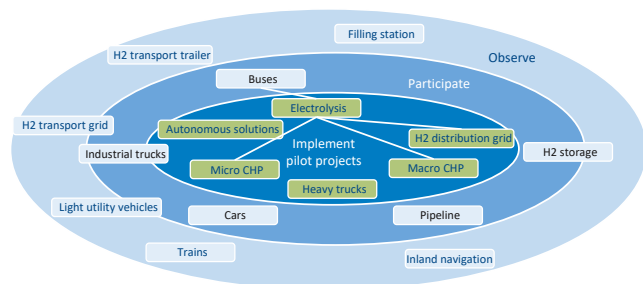 Filling station
H2 transport trailer
Observe
Buses
Participate
Electrolysis
H2 transport grid
Autonomous solutions
H2 distribution grid
Implement
pilot projects
Industrial trucks
H2 storage
Micro CHP
Macro CHP
Heavy trucks
Light utility vehicles
Cars
Pipeline
Trains
Inland navigation